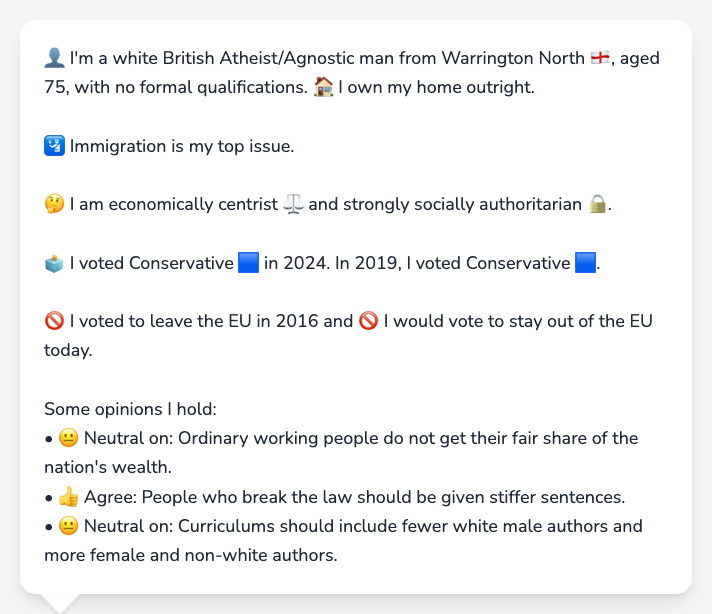 👤 I'm a white British Atheist/Agnostic man from Warrington North 🏴󠁧󠁢󠁥󠁮󠁧󠁿, aged
75, with no formal qualifications. 🏠 I own my home outright.
🛂 Immigration is my top issue.
🤔 I am economically centrist ⚖️ and strongly socially authoritarian 🔒.
🗳️ I voted Conservative 🟦 in 2024. In 2019, I voted Conservative 🟦.
🚫 I voted to leave the EU in 2016 and 🚫 I would vote to stay out of the EU
today.
Some opinions I hold:
• 😐 Neutral on: Ordinary working people do not get their fair share of the
nation's wealth.
• 👍 Agree: People who break the law should be given stiffer sentences.
• 😐 Neutral on: Curriculums should include fewer white male authors and
more female and non-white authors.